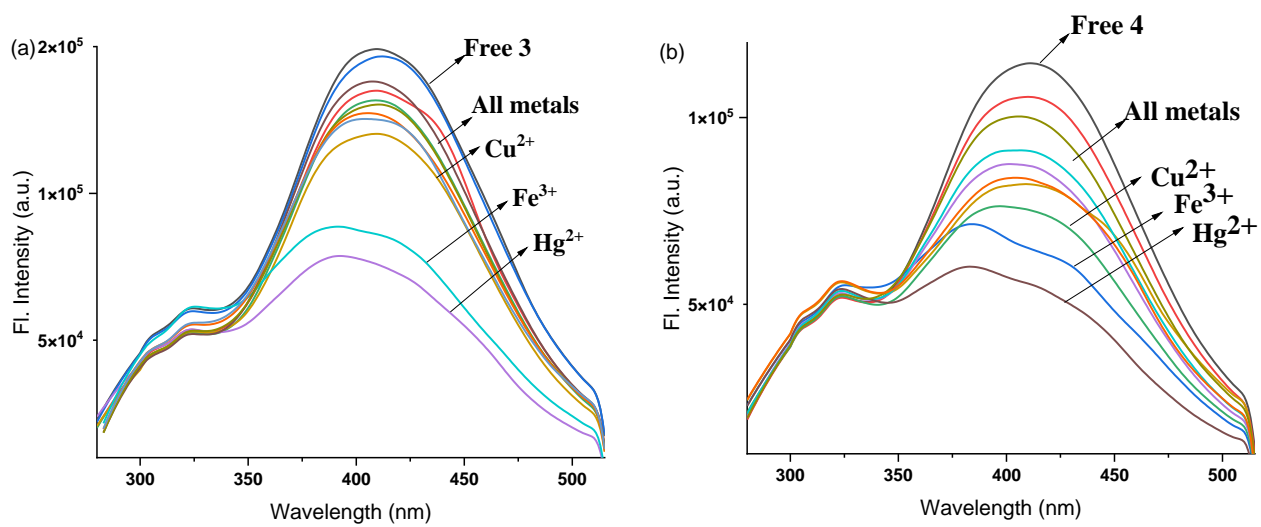 (a)
Fl. Intensity (a.u.)
2×10⁵
1×10⁵
5×10⁴
Free 3
All metals
Cu²⁺
Fe³⁺
Hg²⁺
300 350 400 450 500
Wavelength (nm)
(b)
Fl. Intensity (a.u.)
1×10⁵
5×10⁴
Free 4
All metals
Cu²⁺
Fe³⁺
Hg²⁺
300 350 400 450 500
Wavelength (nm)